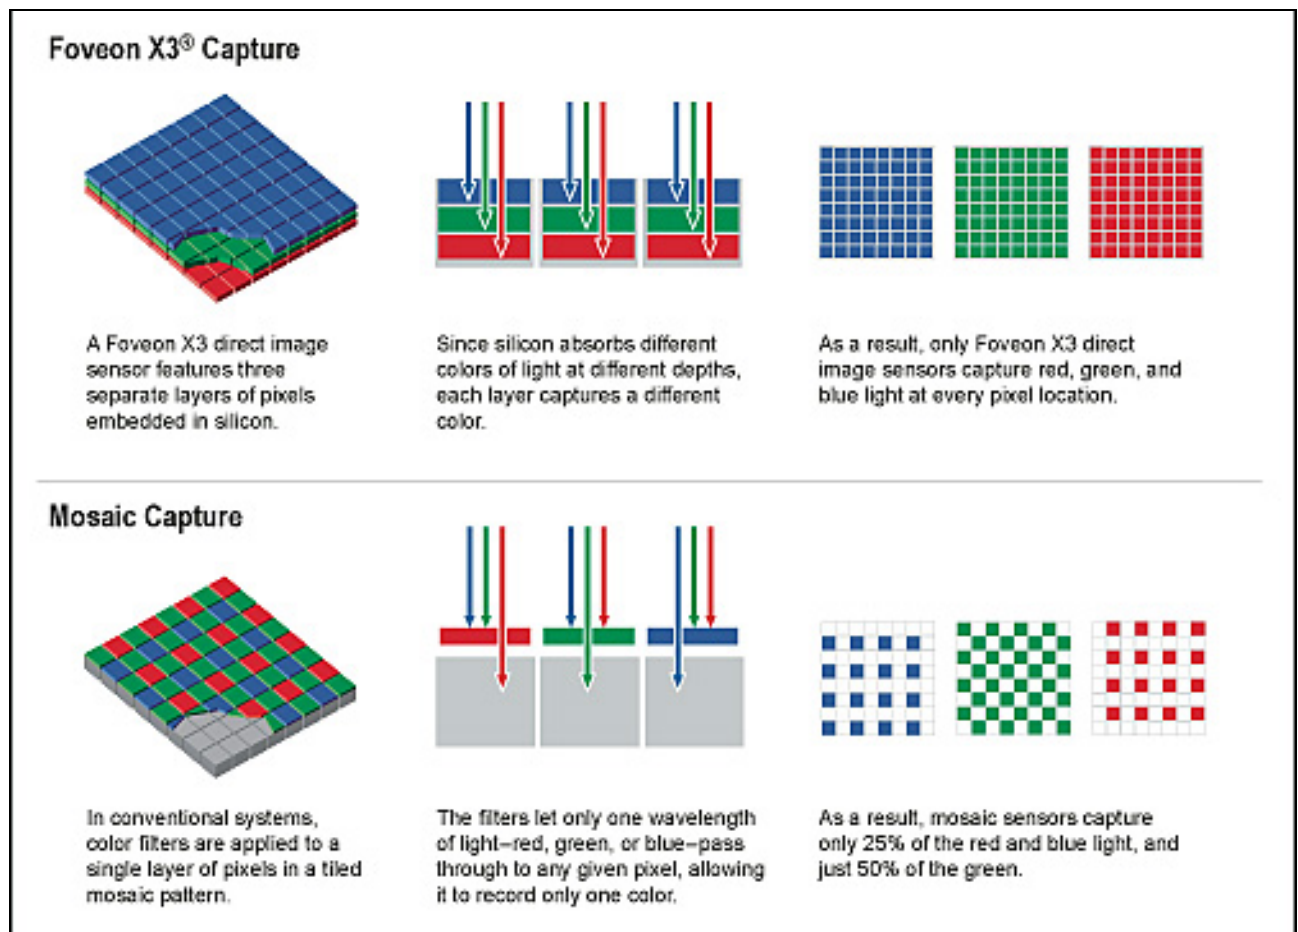 Foveon X3® Capture
A Foveon X3 direct image
sensor features three
separate layers of pixels
embedded in silicon.
Since silicon absorbs different
colors of light at different depths,
each layer captures a different
color.
As a result, only Foveon X3 direct
image sensors capture red, green, and
blue light at every pixel location.
Mosaic Capture
In conventional systems,
color filters are applied to a
single layer of pixels in a tiled
mosaic pattern.
The filters let only one wavelength
of light–red, green, or blue–pass
through to any given pixel, allowing
it to record only one color.
As a result, mosaic sensors capture
only 25% of the red and blue light, and
just 50% of the green.